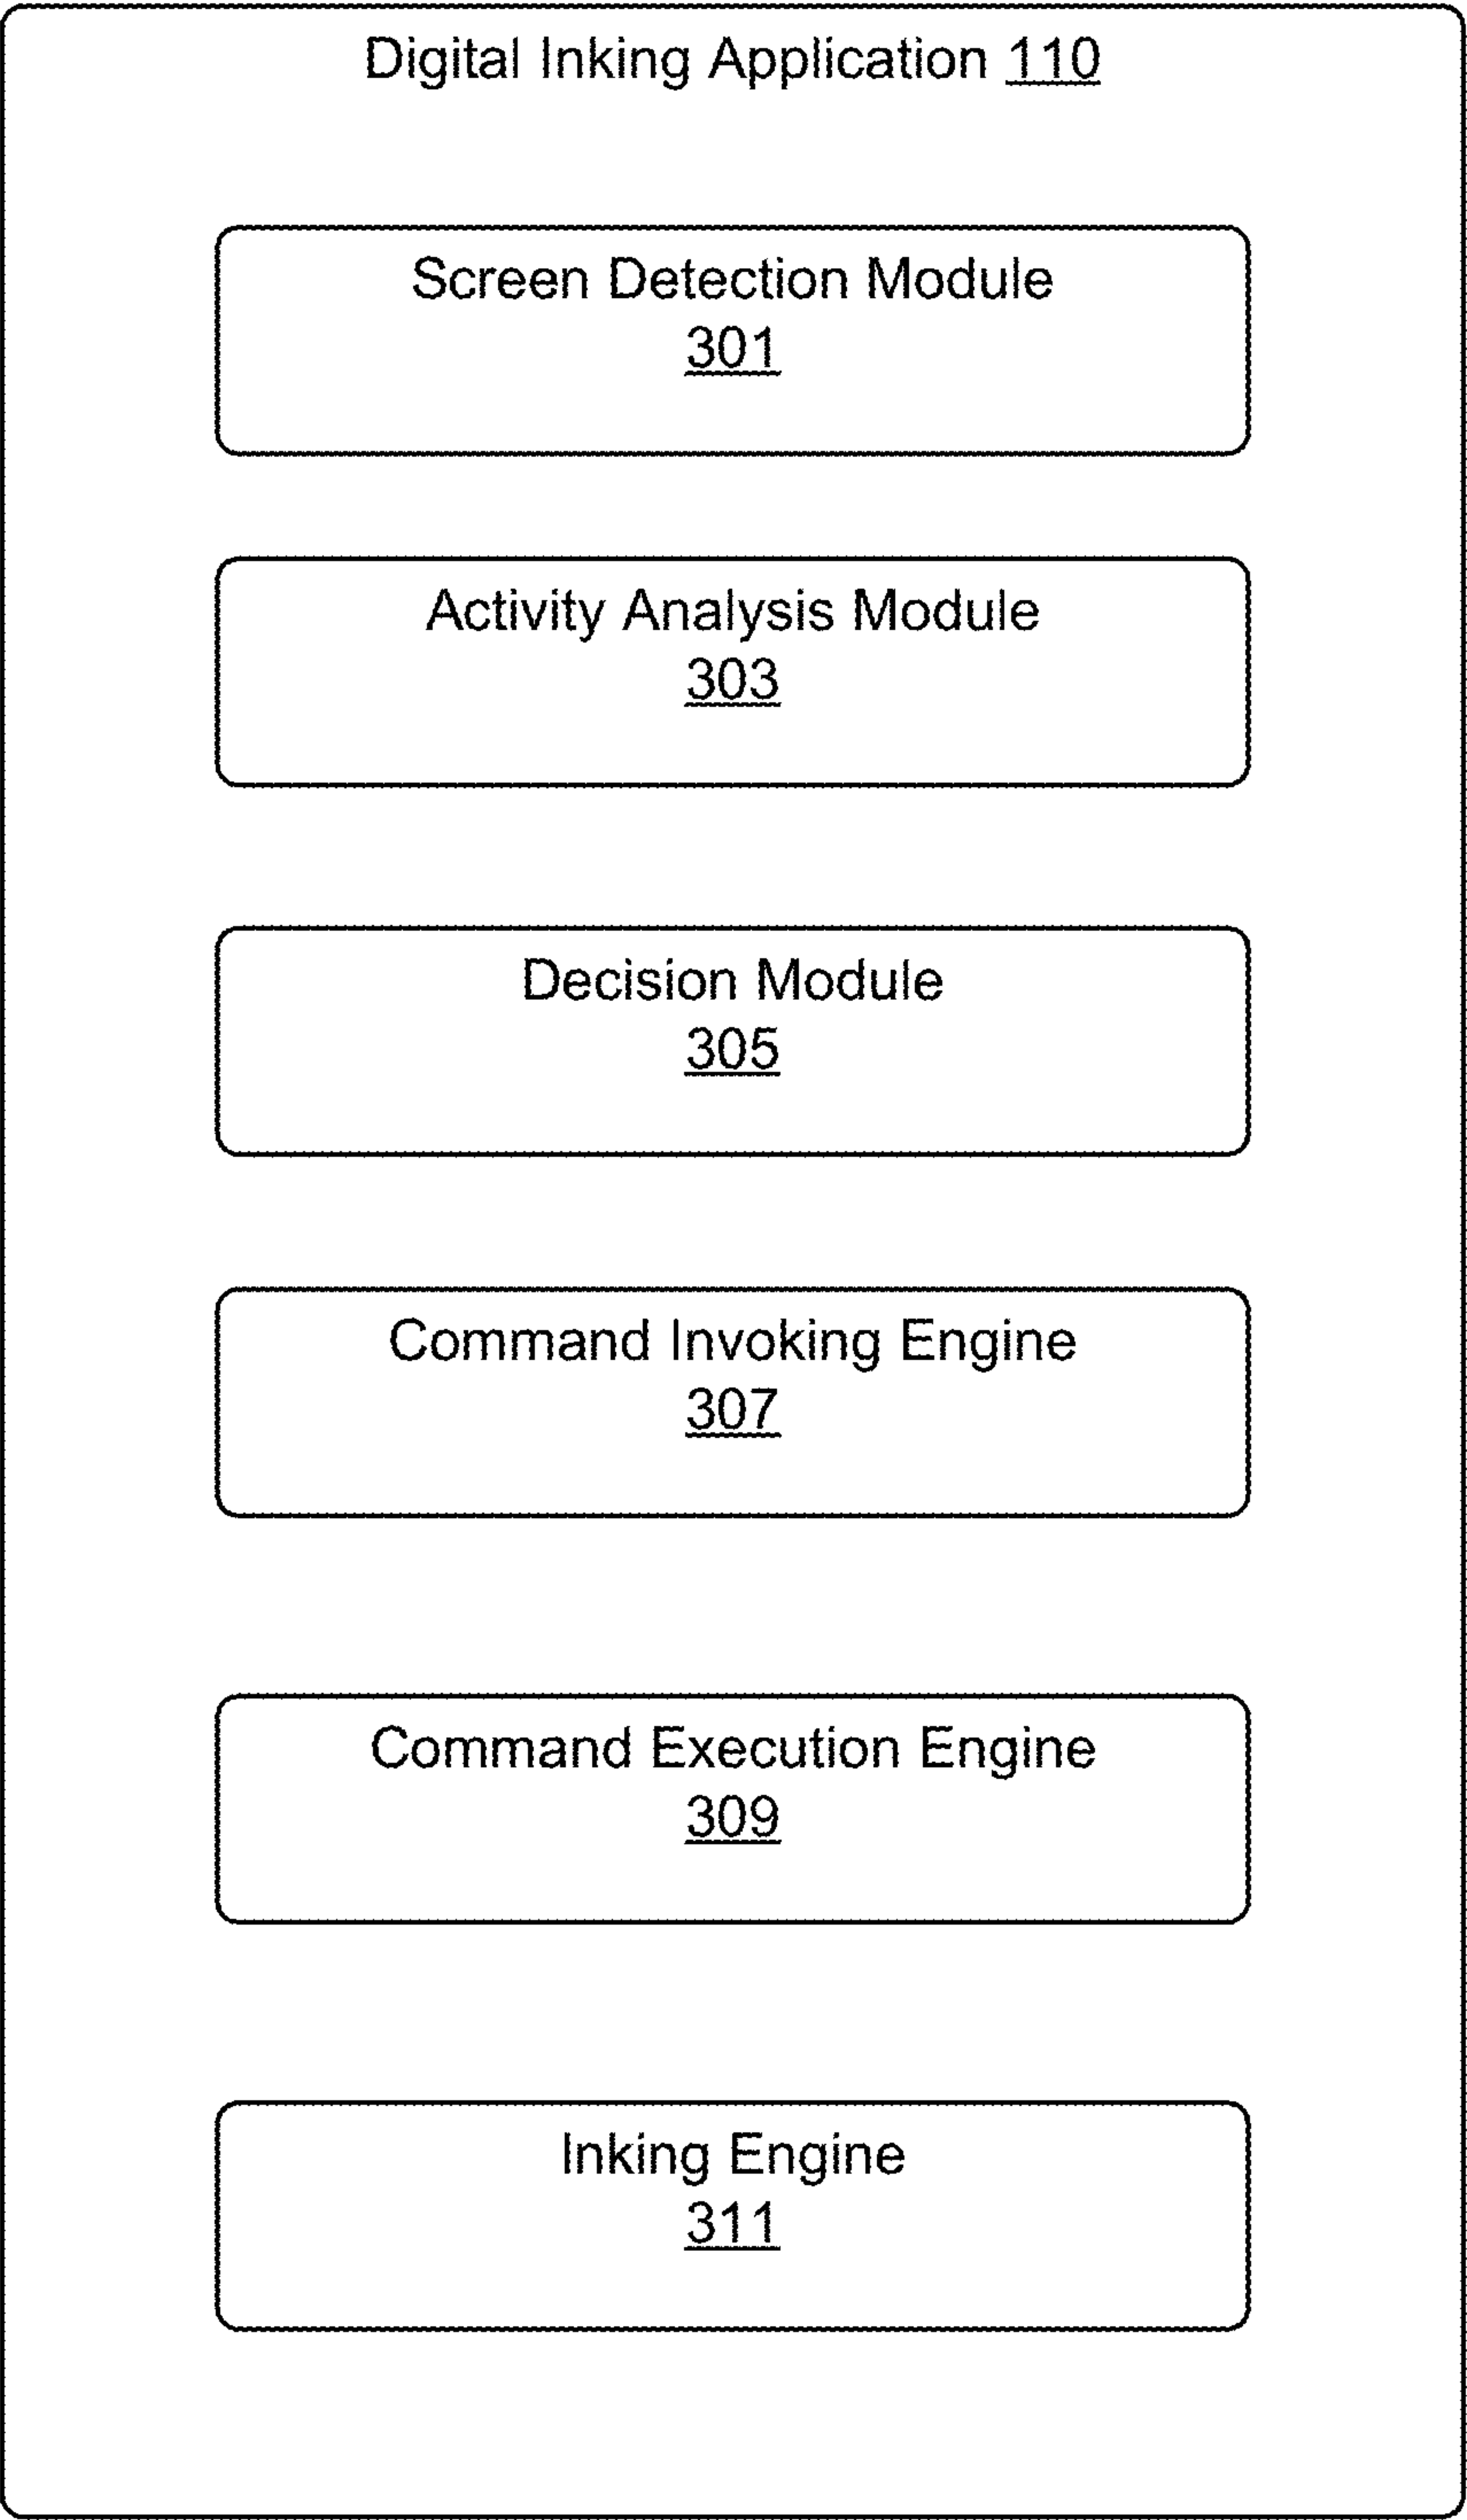 Digital Inking Application 110
Screen Detection Module
301
Activity Analysis Module
303
Decision Module
305
Command Invoking Engine
307
Command Execution Engine
309
Inking Engine
311